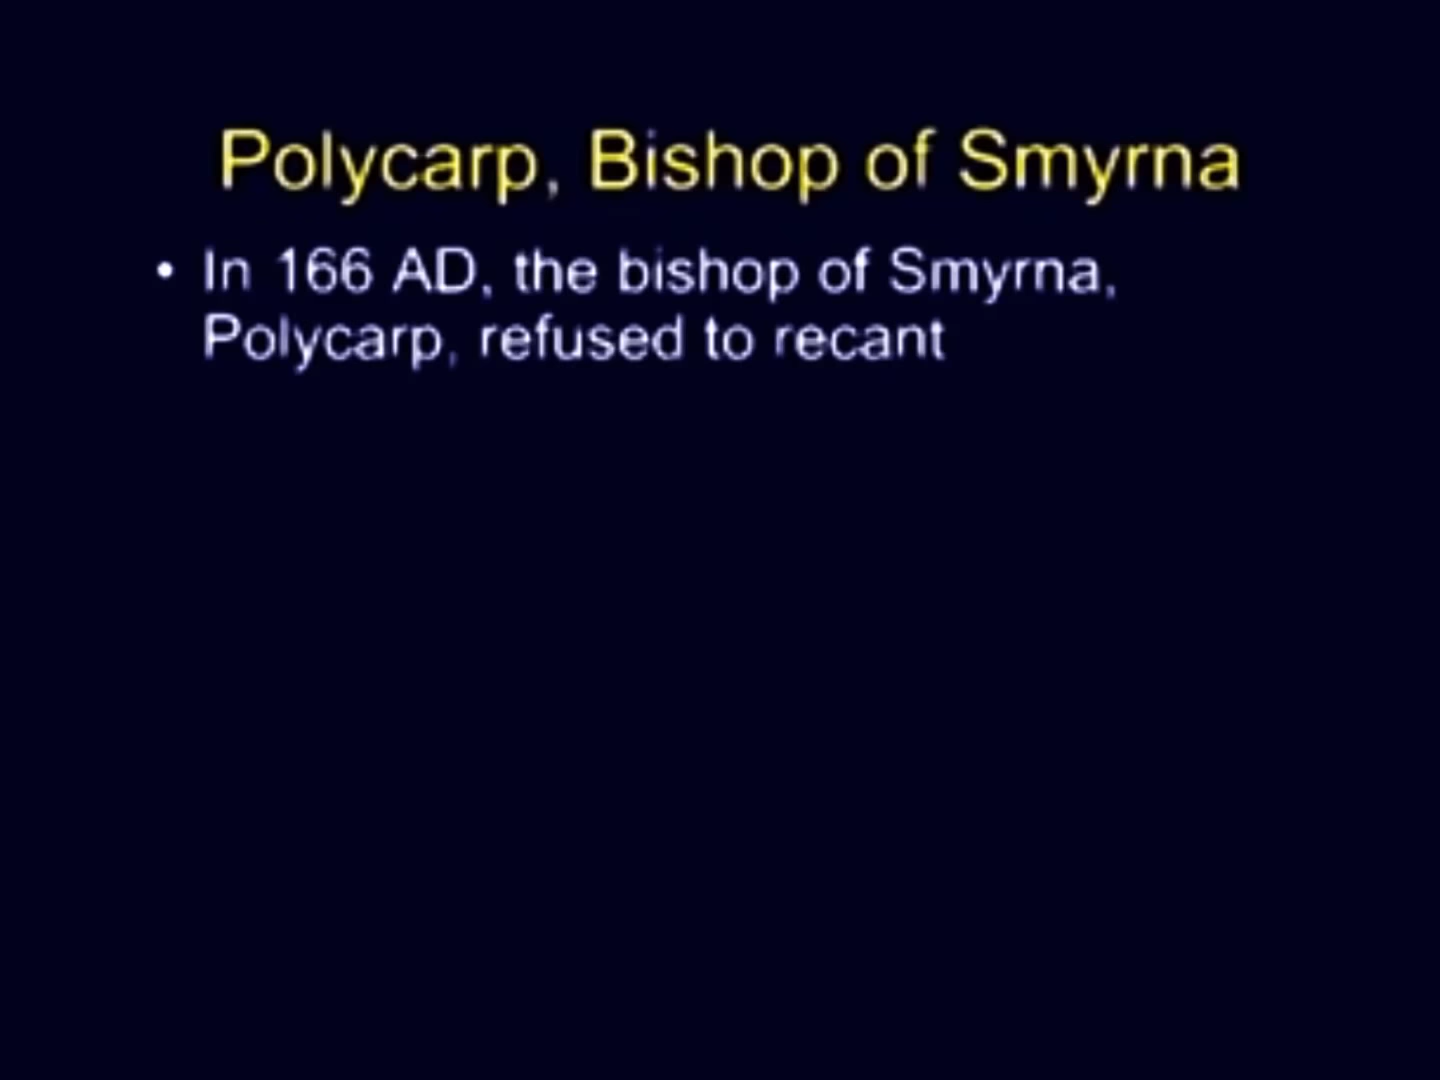 Polycarp, Bishop of Smyrna
• In 166 AD, the bishop of Smyrna,
Polycarp, refused to recant